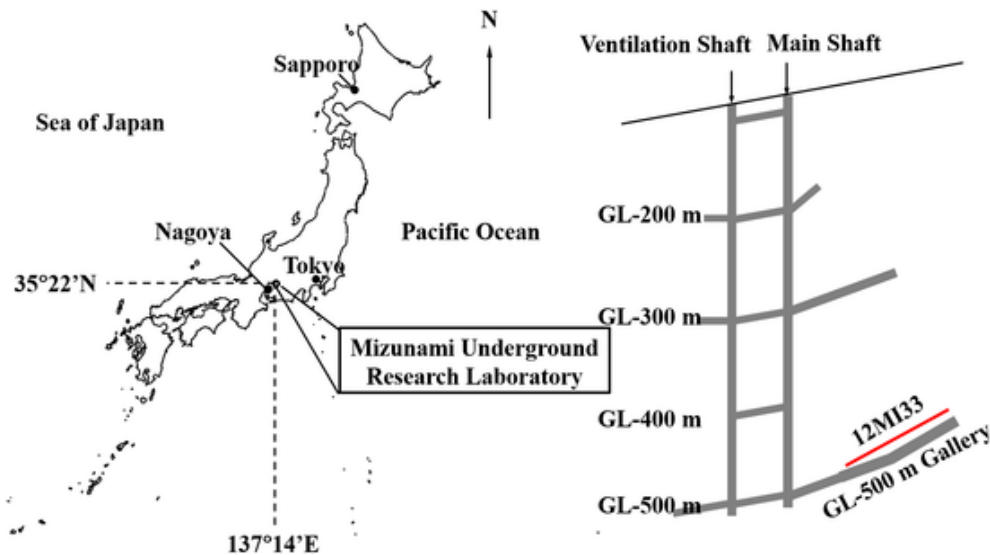 N
Sapporo
Sea of Japan
Nagoya
Pacific Ocean
Tokyo
35°22’N
Mizunami Underground
Research Laboratory
137°14’E
Ventilation Shaft
Main Shaft
GL-200 m
GL-300 m
GL-400 m
12MI33
GL-500 m Gallery
GL-500 m